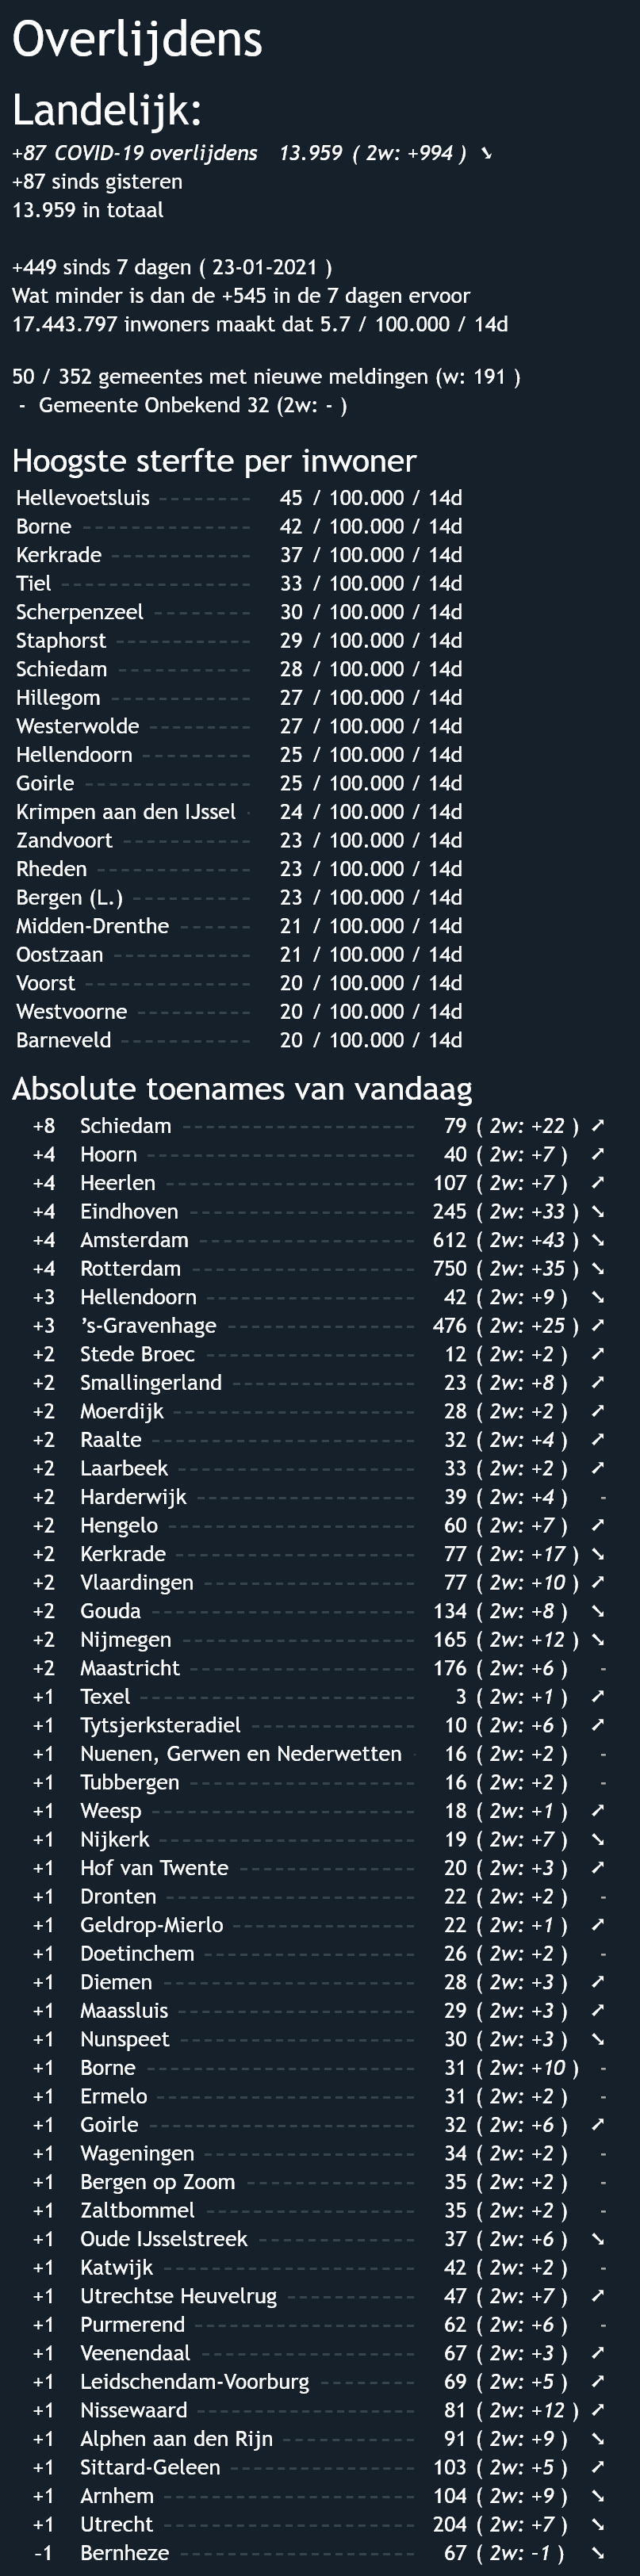 Overlijdens
Landelijk:
+87 COVID-19 overlijdens 13.959 ( 2w: +994 ) ➘
+87 sinds gisteren
13.959 in totaal
+449 sinds 7 dagen ( 23-01-2021 )
Wat minder is dan de +545 in de 7 dagen ervoor
17.443.797 inwoners maakt dat 5.7 / 100.000 / 14d
50 / 352 gemeentes met nieuwe meldingen (w: 191 )
- Gemeente Onbekend 32 (2w: - )
Hoogste sterfte per inwoner
Hellevoetsluis 45 / 100.000 / 14d
Borne 42 / 100.000 / 14d
Kerkrade 37 / 100.000 / 14d
Tiel 33 / 100.000 / 14d
Scherpenzeel 30 / 100.000 / 14d
Staphorst 29 / 100.000 / 14d
Schiedam 28 / 100.000 / 14d
Hillegom 27 / 100.000 / 14d
Westerwolde 27 / 100.000 / 14d
Hellendoorn 25 / 100.000 / 14d
Goirle 25 / 100.000 / 14d
Krimpen aan den IJssel 24 / 100.000 / 14d
Zandvoort 23 / 100.000 / 14d
Rheden 23 / 100.000 / 14d
Bergen (L.) 23 / 100.000 / 14d
Midden-Drenthe 21 / 100.000 / 14d
Oostzaan 21 / 100.000 / 14d
Voorst 20 / 100.000 / 14d
Westvoorne 20 / 100.000 / 14d
Barneveld 20 / 100.000 / 14d
Absolute toenames van vandaag
+8 Schiedam 79 ( 2w: +22 ) ➚
+4 Hoorn 40 ( 2w: +7 ) ➚
+4 Heerlen 107 ( 2w: +7 ) ➚
+4 Eindhoven 245 ( 2w: +33 ) ➘
+4 Amsterdam 612 ( 2w: +43 ) ➘
+4 Rotterdam 750 ( 2w: +35 ) ➘
+3 Hellendoorn 42 ( 2w: +9 ) ➘
+3 ’s-Gravenhage 476 ( 2w: +25 ) ➚
+2 Stede Broec 12 ( 2w: +2 ) ➚
+2 Smallingerland 23 ( 2w: +8 ) ➚
+2 Moerdijk 28 ( 2w: +2 ) ➚
+2 Raalte 32 ( 2w: +4 ) ➚
+2 Laarbeek 33 ( 2w: +2 ) ➚
+2 Harderwijk 39 ( 2w: +4 ) -
+2 Hengelo 60 ( 2w: +7 ) ➚
+2 Kerkrade 77 ( 2w: +17 ) ➘
+2 Vlaardingen 77 ( 2w: +10 ) ➚
+2 Gouda 134 ( 2w: +8 ) ➘
+2 Nijmegen 165 ( 2w: +12 ) ➘
+2 Maastricht 176 ( 2w: +6 ) -
+1 Texel 3 ( 2w: +1 ) ➚
+1 Tytsjerksteradiel 10 ( 2w: +6 ) ➚
+1 Nuenen, Gerwen en Nederwetten 16 ( 2w: +2 ) -
+1 Tubbergen 16 ( 2w: +2 ) -
+1 Weesp 18 ( 2w: +1 ) ➚
+1 Nijkerk 19 ( 2w: +7 ) ➘
+1 Hof van Twente 20 ( 2w: +3 ) ➚
+1 Dronten 22 ( 2w: +2 ) -
+1 Geldrop-Mierlo 22 ( 2w: +1 ) ➚
+1 Doetinchem 26 ( 2w: +2 ) -
+1 Diemen 28 ( 2w: +3 ) ➚
+1 Maassluis 29 ( 2w: +3 ) ➚
+1 Nunspeet 30 ( 2w: +3 ) ➘
+1 Borne 31 ( 2w: +10 ) -
+1 Ermelo 31 ( 2w: +2 ) -
+1 Goirle 32 ( 2w: +6 ) ➚
+1 Wageningen 34 ( 2w: +2 ) -
+1 Bergen op Zoom 35 ( 2w: +2 ) -
+1 Zaltbommel 35 ( 2w: +2 ) -
+1 Oude IJsselstreek 37 ( 2w: +6 ) ➘
+1 Katwijk 42 ( 2w: +2 ) -
+1 Utrechtse Heuvelrug 47 ( 2w: +7 ) ➚
+1 Purmerend 62 ( 2w: +6 ) -
+1 Veenendaal 67 ( 2w: +3 ) ➚
+1 Leidschendam-Voorburg 69 ( 2w: +5 ) ➚
+1 Nissewaard 81 ( 2w: +12 ) ➚
+1 Alphen aan den Rijn 91 ( 2w: +9 ) ➘
+1 Sittard-Geleen 103 ( 2w: +5 ) ➚
+1 Arnhem 104 ( 2w: +9 ) ➘
+1 Utrecht 204 ( 2w: +7 ) ➘
-1 Bernheze 67 ( 2w: -1 ) ➘